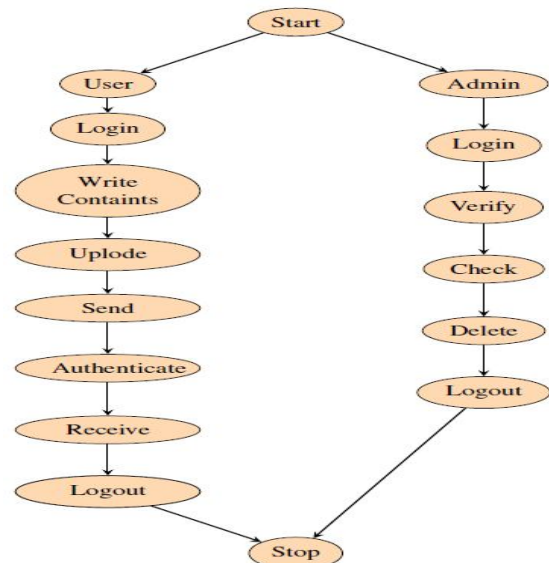 Start
User
Admin
Login
Login
Write
Containts
Verify
Uplode
Check
Send
Delete
Authenticate
Logout
Receive
Logout
Stop